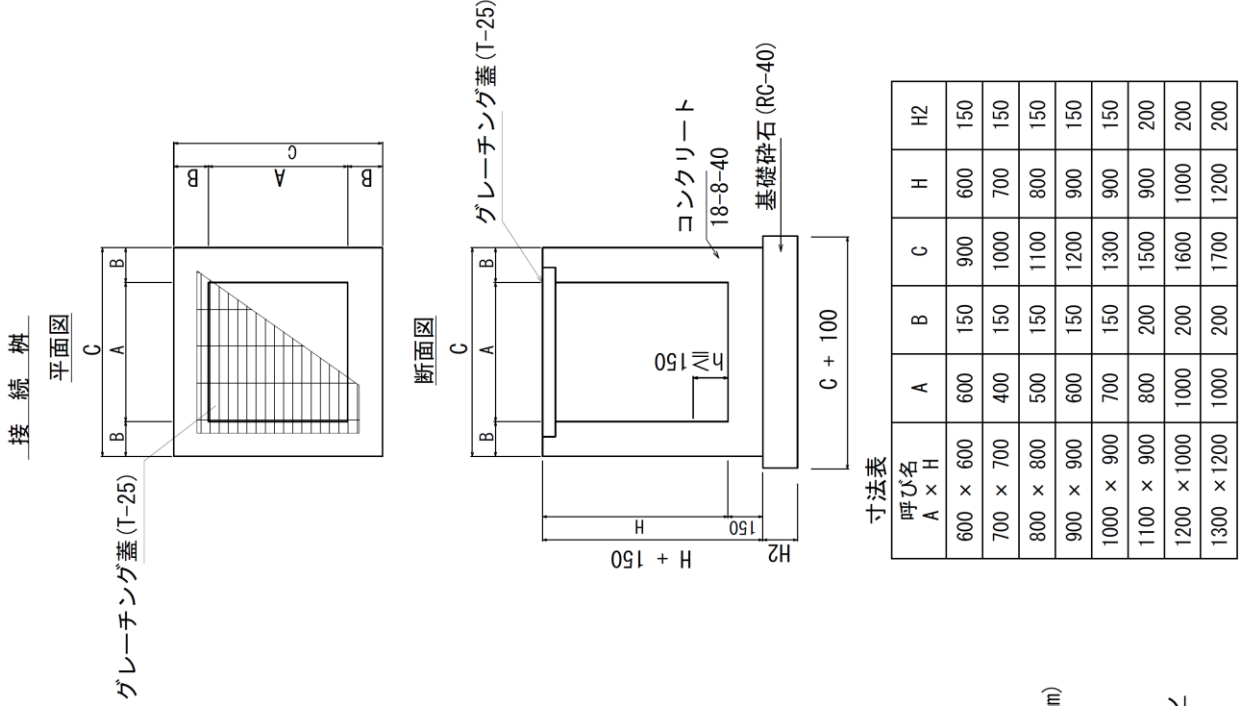 接 続 桝
平面図
グレーチング蓋(T-25)
C
B A B
B
A
B
C
断面図
C
B A B
グレーチング蓋(T-25)
コンクリート
18-8-40
基礎砕石(RC-40)
h≧150
H
150
H + 150
H2
C + 100
寸法表
呼び名
A × H A B C H H2
600 × 600 600 150 900 600 150
700 × 700 400 150 1000 700 150
800 × 800 500 150 1100 800 150
900 × 900 600 150 1200 900 150
1000 × 900 700 150 1300 900 150
1100 × 900 800 200 1500 900 200
1200 ×1000 1000 200 1600 1000 200
1300 ×1200 1000 200 1700 1200 200
m)